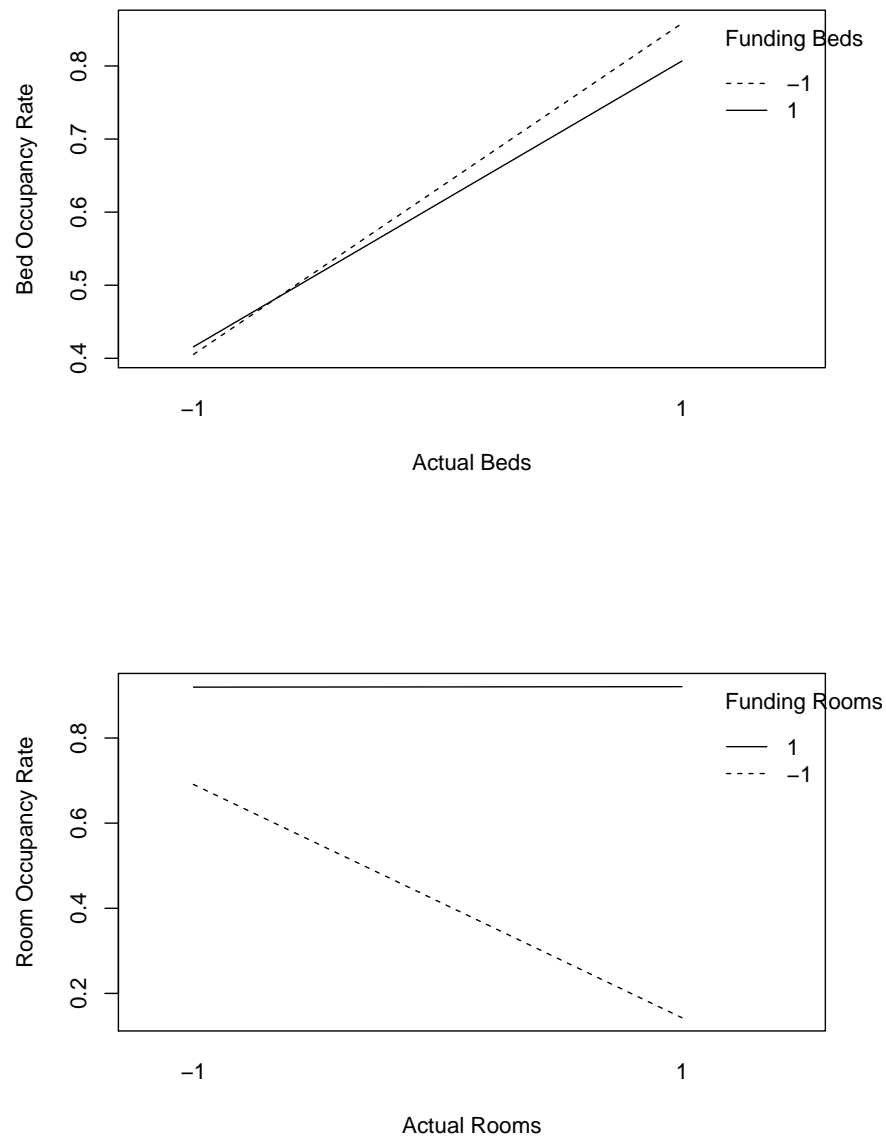 Funding Beds
−1
1
Bed Occupancy Rate
0.8
0.7
0.6
0.5
0.4
−1 1
Actual Beds
Funding Rooms
1
−1
Room Occupancy Rate
0.8
0.6
0.4
0.2
−1 1
Actual Rooms